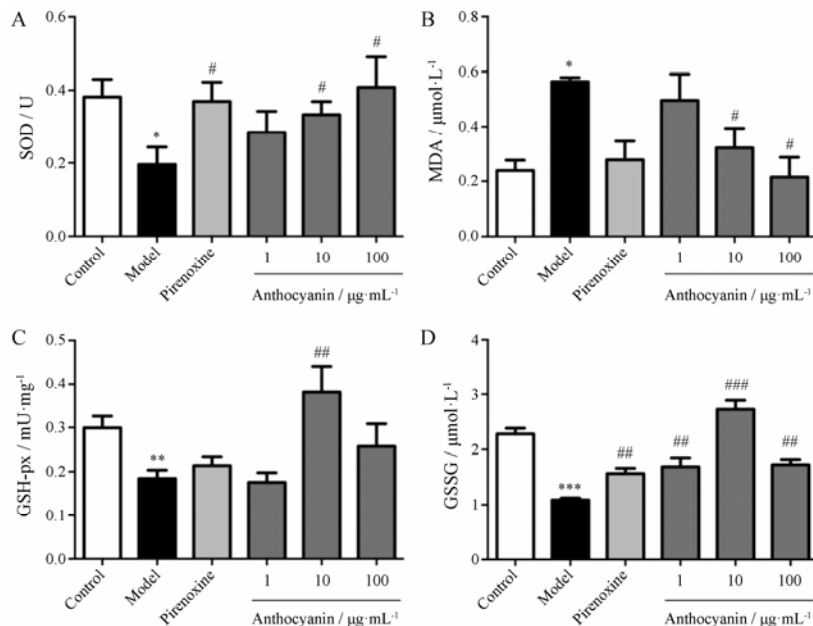 A
SOD / U
0.6
0.4
0.2
0.0
*
#
#
#
Control
Model
Pirenoxine
1
10
100
Anthocyanin / μg·mL⁻¹
B
MDA / μmol·L⁻¹
0.8
0.6
0.4
0.2
0.0
*
#
#
Control
Model
Pirenoxine
1
10
100
Anthocyanin / μg·mL⁻¹
C
GSH-px / mU·mg⁻¹
0.5
0.4
0.3
0.2
0.1
0.0
**
##
Control
Model
Pirenoxine
1
10
100
Anthocyanin / μg·mL⁻¹
D
GSSG / μmol·L⁻¹
4
3
2
1
0
***
##
##
###
##
Control
Model
Pirenoxine
1
10
100
Anthocyanin / μg·mL⁻¹